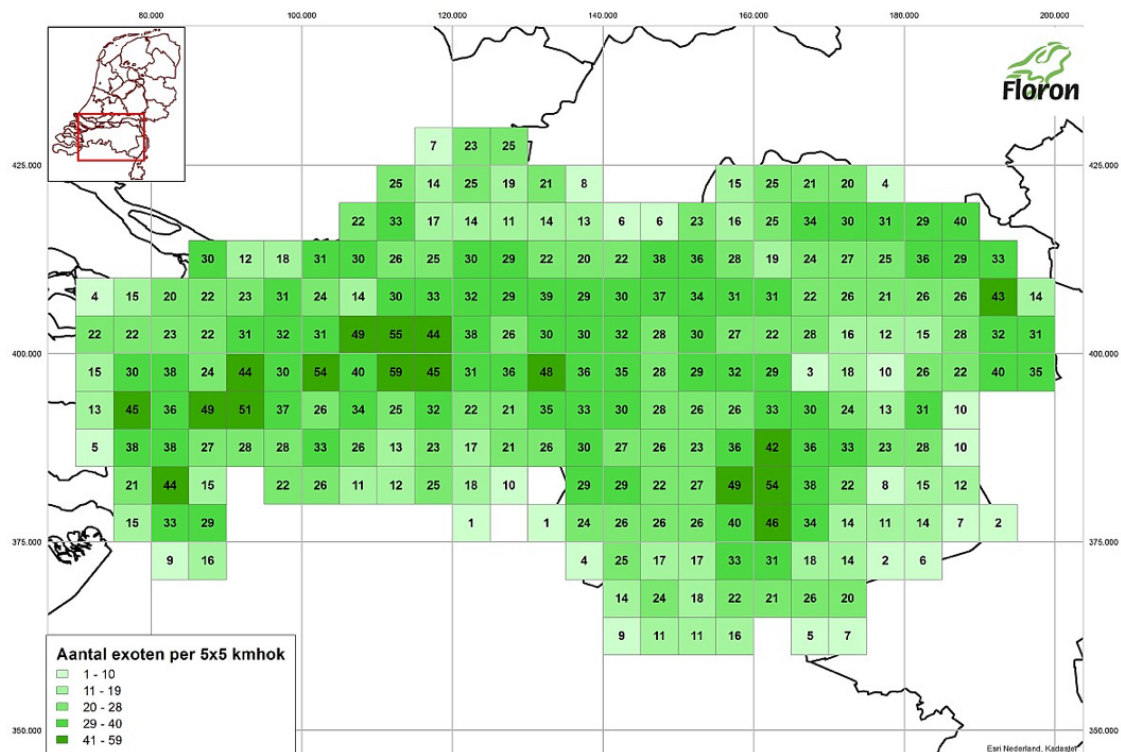 80.000 100.000 120.000 140.000 160.000 180.000 200.000
Floron
7 23 25
425.000 425.000
25 14 25 19 21 8 15 25 21 20 4
22 33 17 14 11 14 13 6 6 23 16 25 34 30 31 29 40
30 12 18 31 30 26 25 30 29 22 20 22 38 36 28 19 24 27 25 36 29 33
4 15 20 22 23 31 24 14 30 33 32 29 39 29 30 37 34 31 31 22 26 21 26 26 43 14
22 22 23 22 31 32 31 49 55 44 38 26 30 30 32 28 30 27 22 28 16 12 15 28 32 31
400.000 400.000
15 30 38 24 44 30 54 40 59 45 31 36 48 36 35 28 29 32 29 3 18 10 26 22 40 35
13 45 36 49 51 37 26 34 25 32 22 21 35 33 30 28 26 26 33 30 24 13 31 10
5 38 38 27 28 28 33 26 13 23 17 21 26 30 27 26 23 36 42 36 33 23 28 10
21 44 15 22 26 11 12 25 18 10 29 29 22 27 49 54 38 22 8 15 12
15 33 29 1 1 24 26 26 26 40 46 34 14 11 14 7 2
375.000 375.000
9 16 4 25 17 17 33 31 18 14 2 6
14 24 18 22 21 26 20
9 11 11 16 5 7
Aantal exoten per 5x5 kmhok
1 - 10
11 - 19
20 - 28
29 - 40
41 - 59
350.000 350.000
Esri Nederland, Kadaster